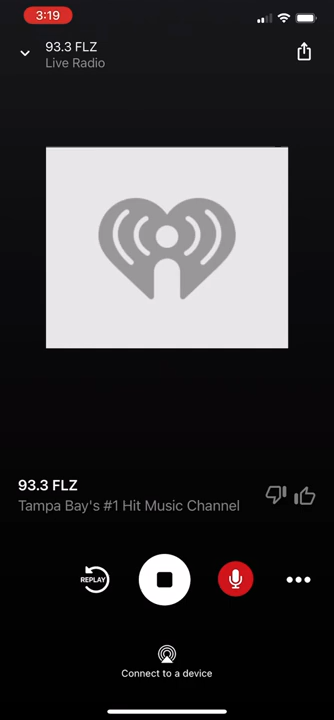 3:19
93.3 FLZ
Live Radio
93.3 FLZ
Tampa Bay's #1 Hit Music Channel
REPLAY
Connect to a device